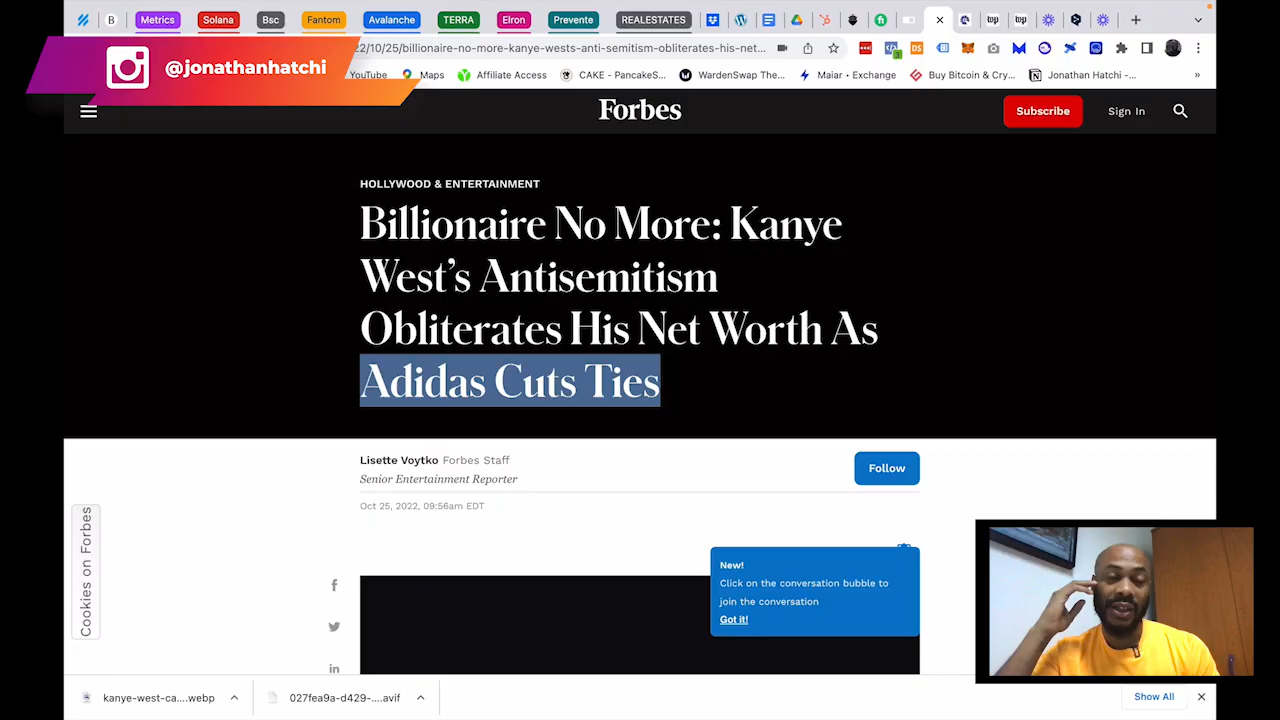 Metrics Solana Bsc Fantom Avalanche TERRA Elron Prevente REALESTATES
@jonathanhatchi
22/10/25/billionaire-no-more-kanye-wests-anti-semitism-obliterates-his-net...
YouTube Maps Affiliate Access CAKE - PancakeS... WardenSwap The... Maiar • Exchange Buy Bitcoin & Cry... Jonathan Hatchi -... »
Forbes
Subscribe
Sign In
HOLLYWOOD & ENTERTAINMENT
Billionaire No More: Kanye
West's Antisemitism
Obliterates His Net Worth As
Adidas Cuts Ties
Lisette Voytko Forbes Staff
Senior Entertainment Reporter
Follow
Oct 25, 2022, 09:56am EDT
Cookies on Forbes
New!
Click on the conversation bubble to
join the conversation
Got it!
kanye-west-ca....webp
027fea9a-d429-....avif
Show All